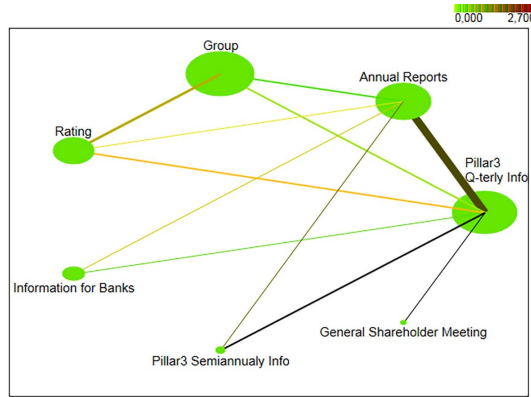 0,000 2,700
Group
Annual Reports
Rating
Pillar3
Q-terly Info
Information for Banks
General Shareholder Meeting
Pillar3 Semiannualy Info